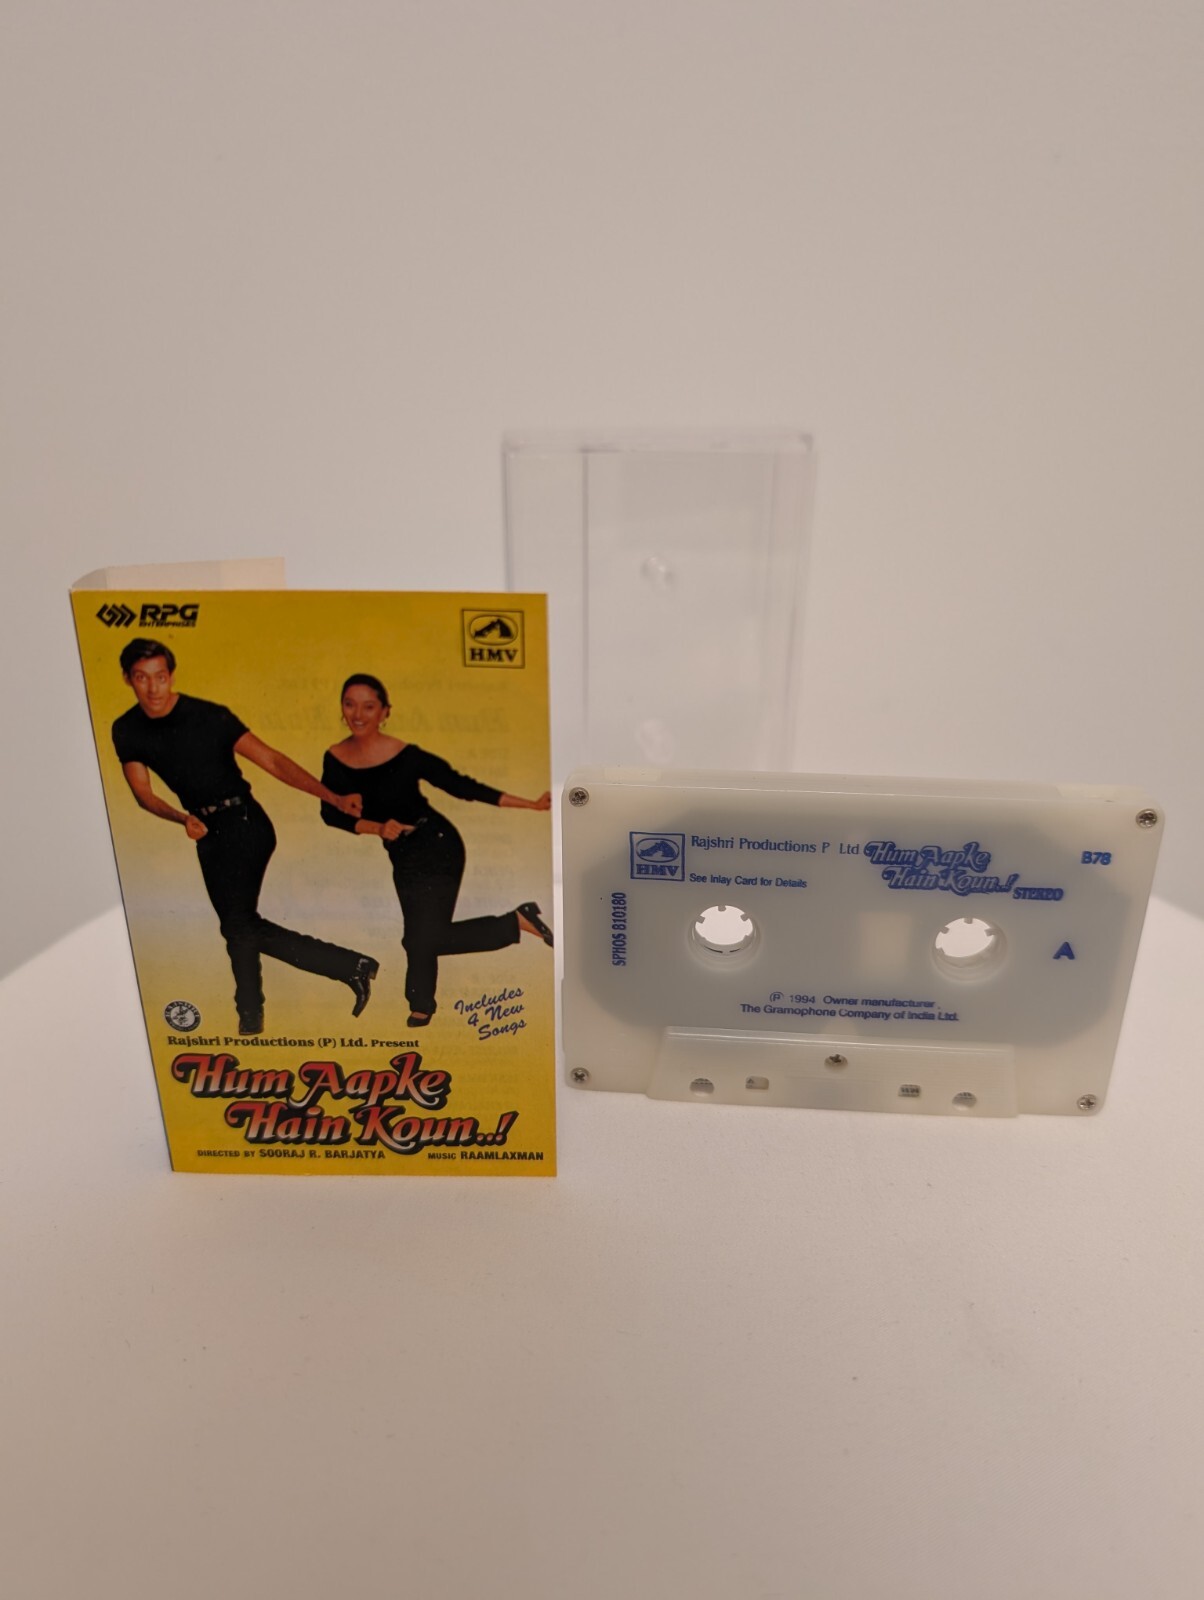 RPG
ENTERPRISES
HMV
Includes
4 New
Songs
Rajshri Productions (P) Ltd. Present
Hum Aapke
Hain Koun..!
DIRECTED BY SOORAJ R. BARJATYA
MUSIC RAAMLAXMAN
HMV
Rajshri Productions P Ltd
See Inlay Card for Details
Hum Aapke
Hain Koun..!
STEREO
B78
SPHOS 810180
A
℗ 1994 Owner manufacturer.
The Gramophone Company of India Ltd.